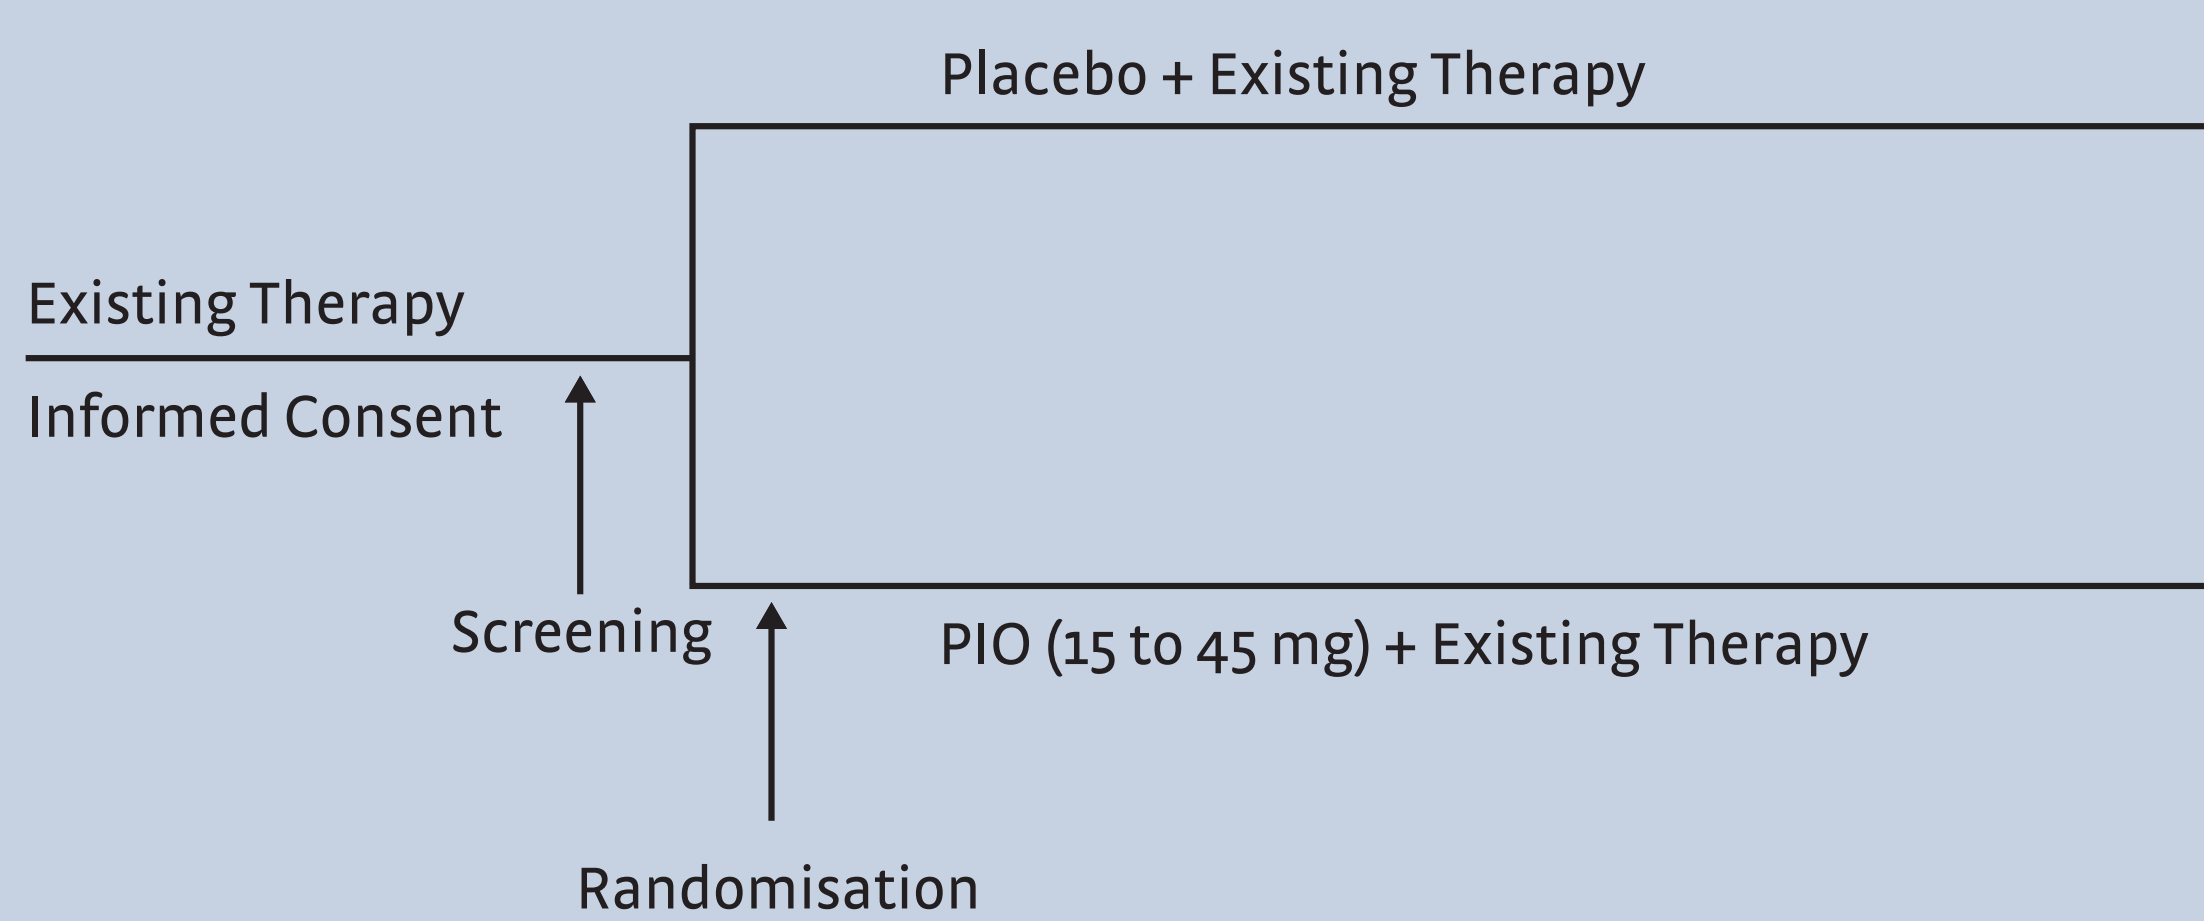 Placebo + Existing Therapy
Existing Therapy
Informed Consent
Screening
PIO (15 to 45 mg) + Existing Therapy
Randomisation